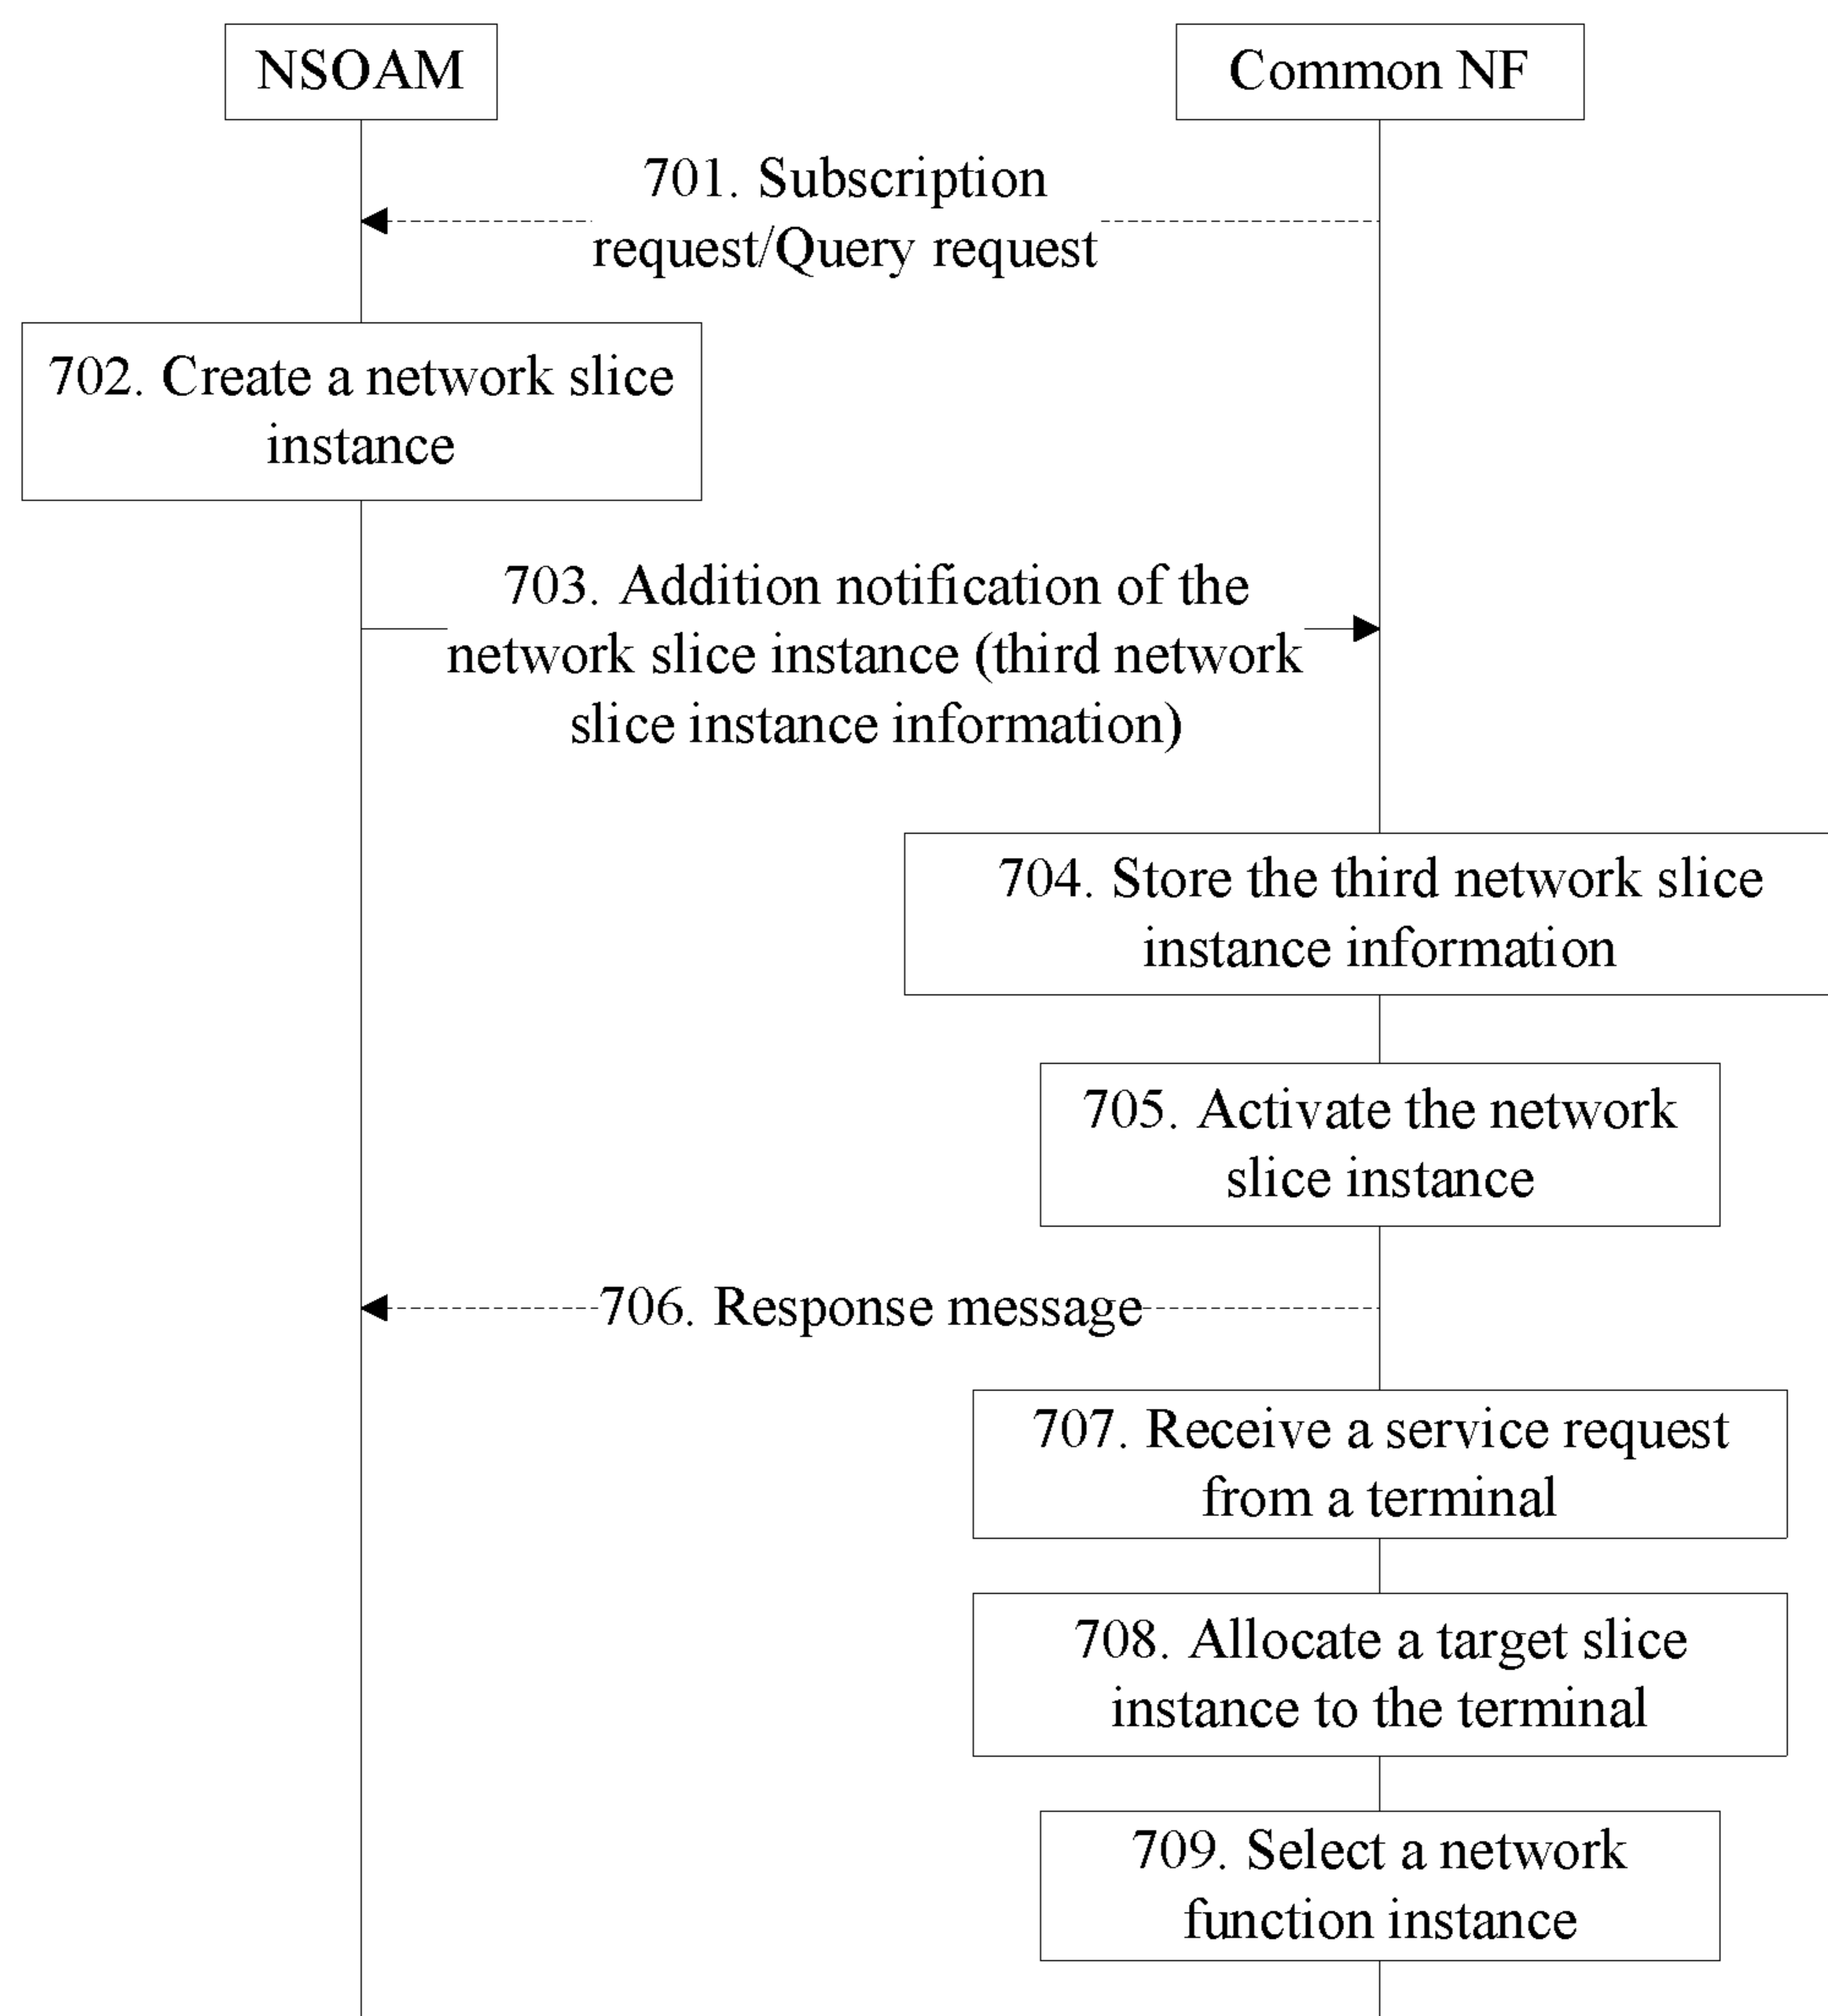 NSOAM
Common NF
701. Subscription
request/Query request
702. Create a network slice
instance
703. Addition notification of the
network slice instance (third network
slice instance information)
704. Store the third network slice
instance information
705. Activate the network
slice instance
706. Response message
707. Receive a service request
from a terminal
708. Allocate a target slice
instance to the terminal
709. Select a network
function instance